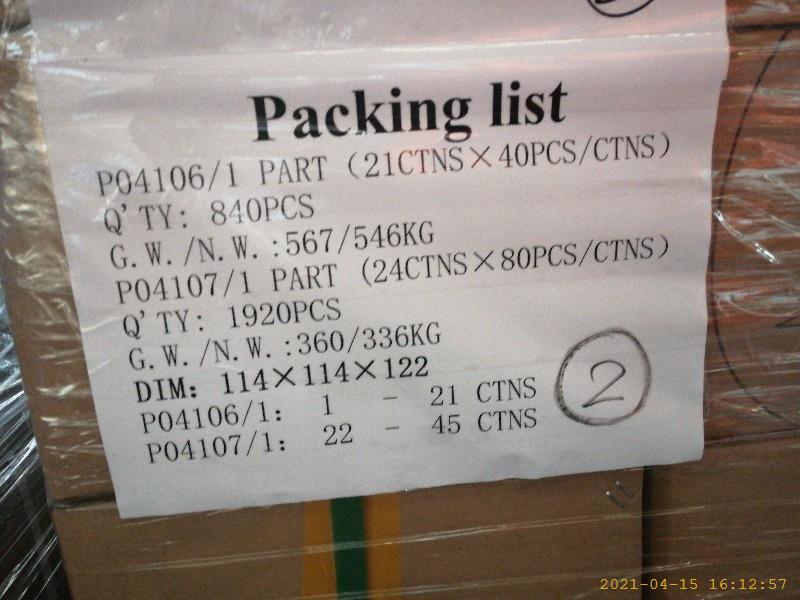 Packing list
P04106/1 PART (21CTNS×40PCS/CTNS)
Q'TY: 840PCS
G.W./N.W.:567/546KG
P04107/1 PART (24CTNS×80PCS/CTNS)
Q'TY: 1920PCS
G.W./N.W.:360/336KG
DIM: 114×114×122
P04106/1: 1 - 21 CTNS
P04107/1: 22 - 45 CTNS
2
2021-04-15 16:12:57